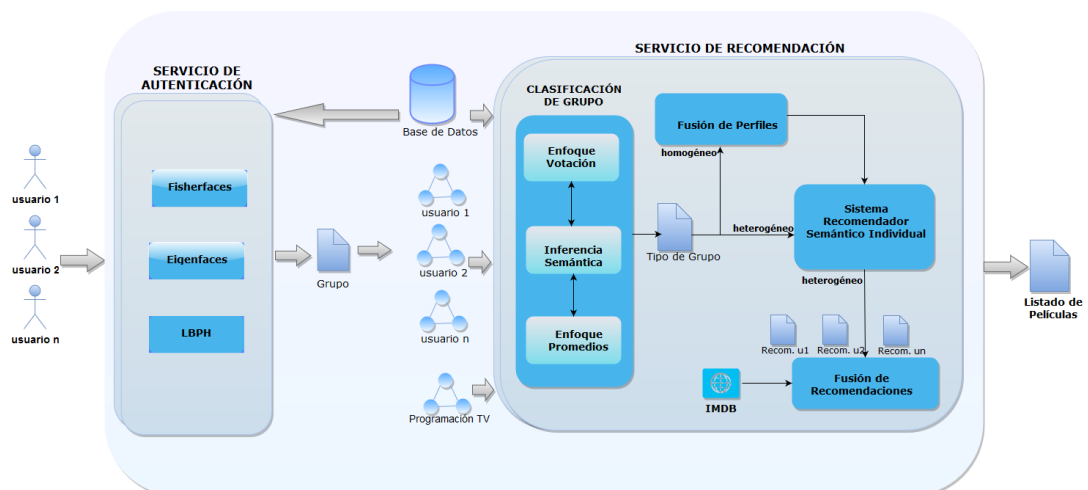 SERVICIO DE RECOMENDACIÓN
SERVICIO DE
AUTENTICACIÓN
CLASIFICACIÓN
DE GRUPO
Base de Datos
Fusión de Perfiles
Enfoque
Votación
homogéneo
usuario 1
Fisherfaces
usuario 1
Sistema
Recomendador
Semántico Individual
heterogéneo
usuario 2
Eigenfaces
Grupo
usuario 2
Inferencia
Semántica
Tipo de Grupo
heterogéneo
Listado de
Películas
usuario n
LBPH
usuario n
Enfoque
Promedios
Recom. u1
Recom. u2
Recom. un
Fusión de
Recomendaciones
IMDB
Programación TV